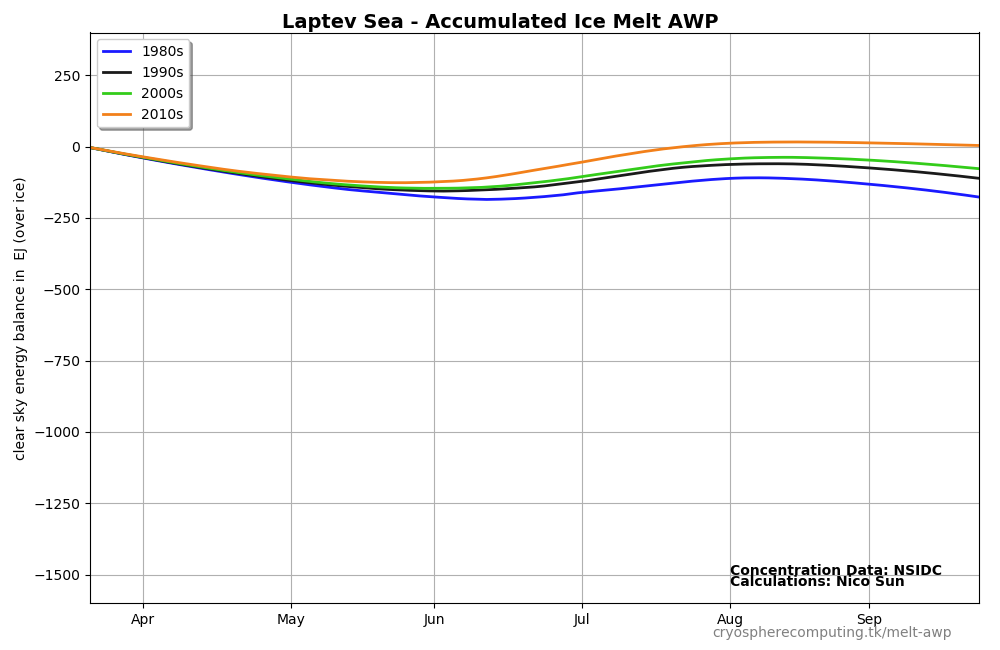 Laptev Sea - Accumulated Ice Melt AWP
1980s
1990s
2000s
2010s
250
0
−250
−500
−750
−1000
−1250
−1500
clear sky energy balance in  EJ (over ice)
Concentration Data: NSIDC
Calculations: Nico Sun
Apr May Jun Jul Aug Sep
cryospherecomputing.tk/melt-awp